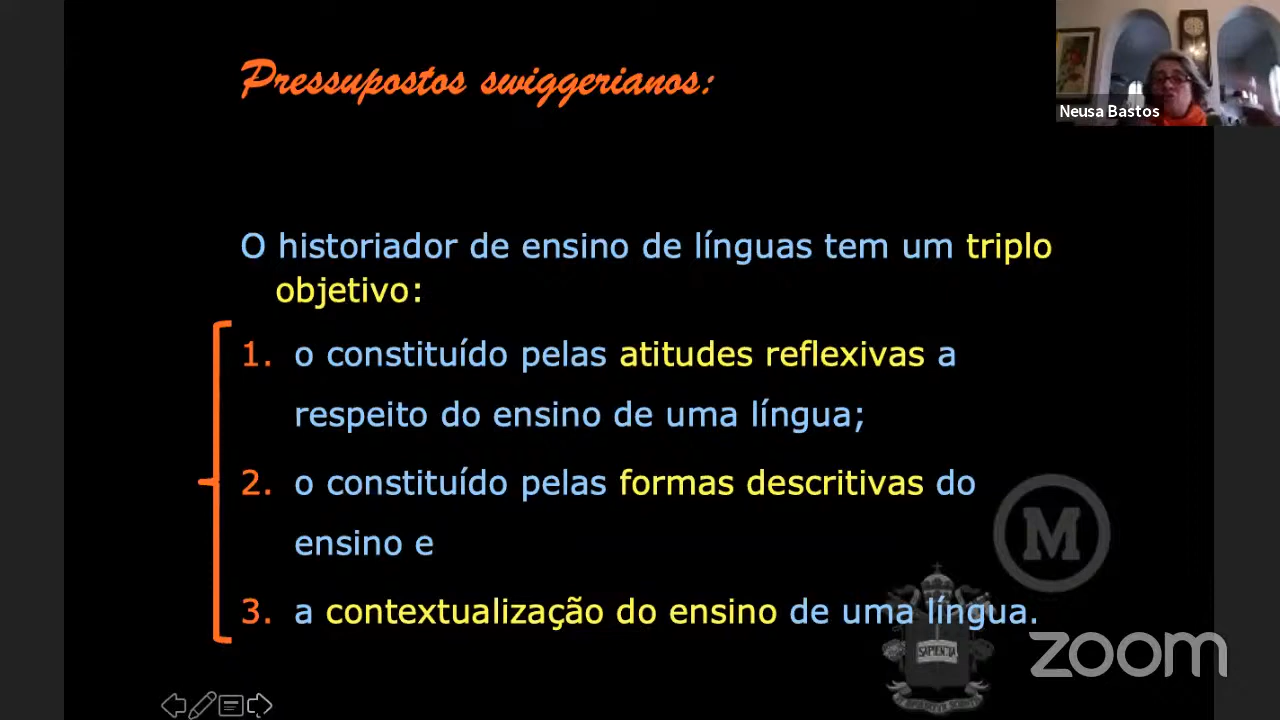 Pressupostos swiggerianos:
Neusa Bastos
O historiador de ensino de línguas tem um triplo
objetivo:
1. o constituído pelas atitudes reflexivas a
respeito do ensino de uma língua;
2. o constituído pelas formas descritivas do
ensino e
3. a contextualização do ensino de uma língua.
M
SAPIENTIA
zoom